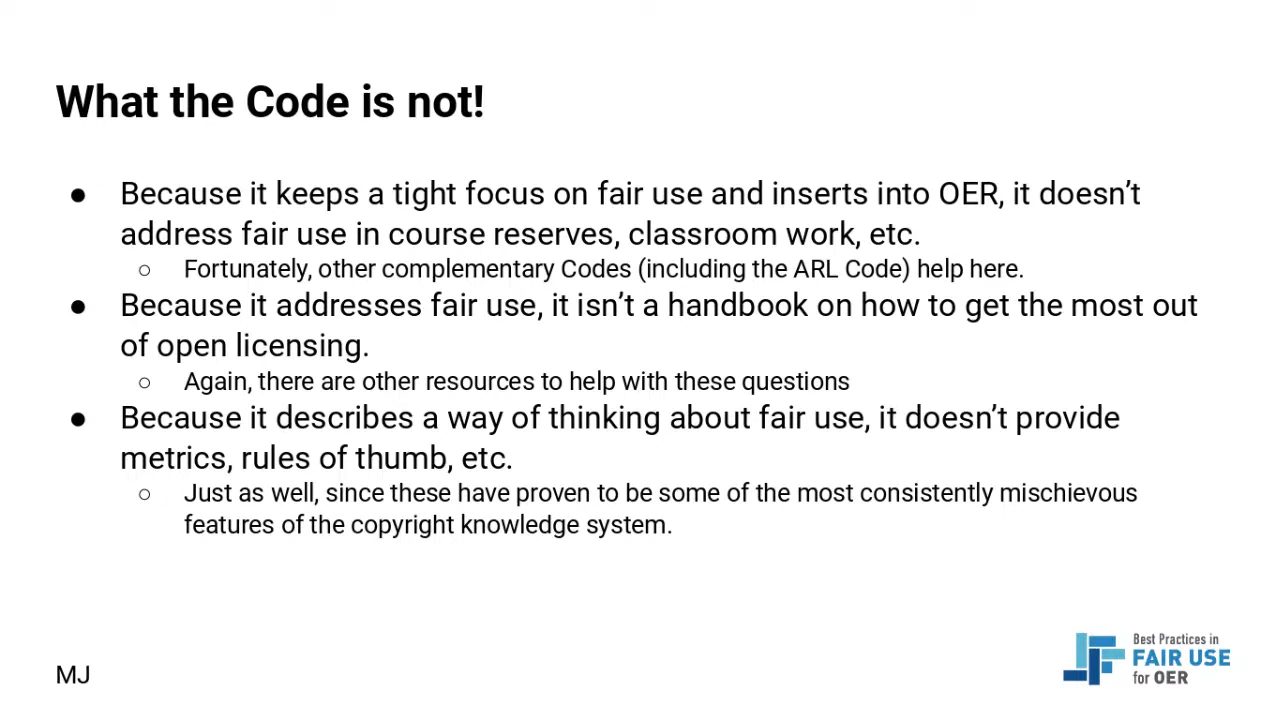 What the Code is not!
● Because it keeps a tight focus on fair use and inserts into OER, it doesn’t
address fair use in course reserves, classroom work, etc.
○ Fortunately, other complementary Codes (including the ARL Code) help here.
● Because it addresses fair use, it isn’t a handbook on how to get the most out
of open licensing.
○ Again, there are other resources to help with these questions
● Because it describes a way of thinking about fair use, it doesn’t provide
metrics, rules of thumb, etc.
○ Just as well, since these have proven to be some of the most consistently mischievous
features of the copyright knowledge system.
MJ
Best Practices in
FAIR USE
for OER